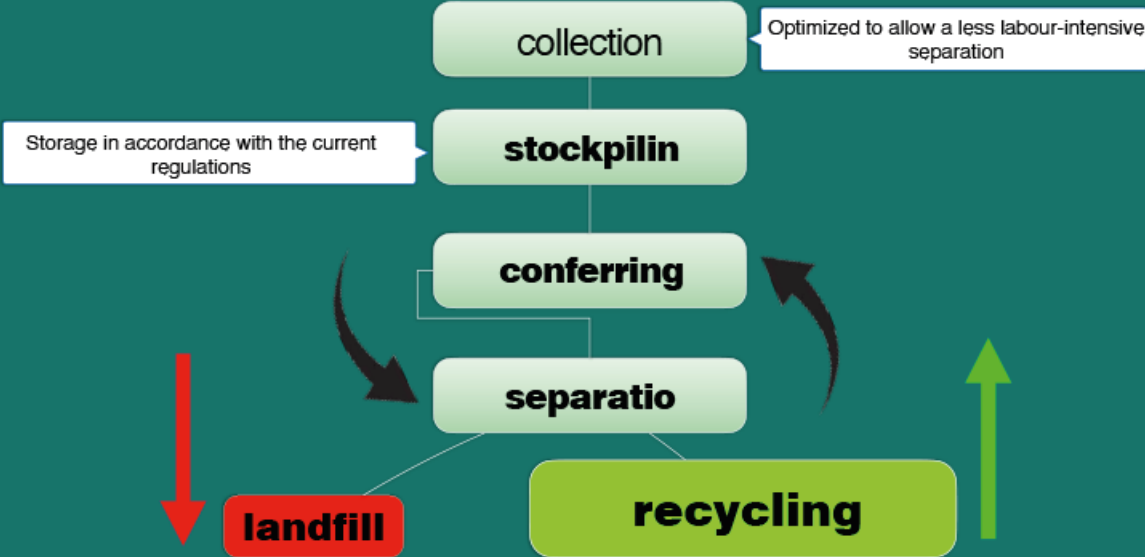 collection
Optimized to allow a less labour-intensive
separation
Storage in accordance with the current
regulations
stockpilin
conferring
separatio
landfill
recycling